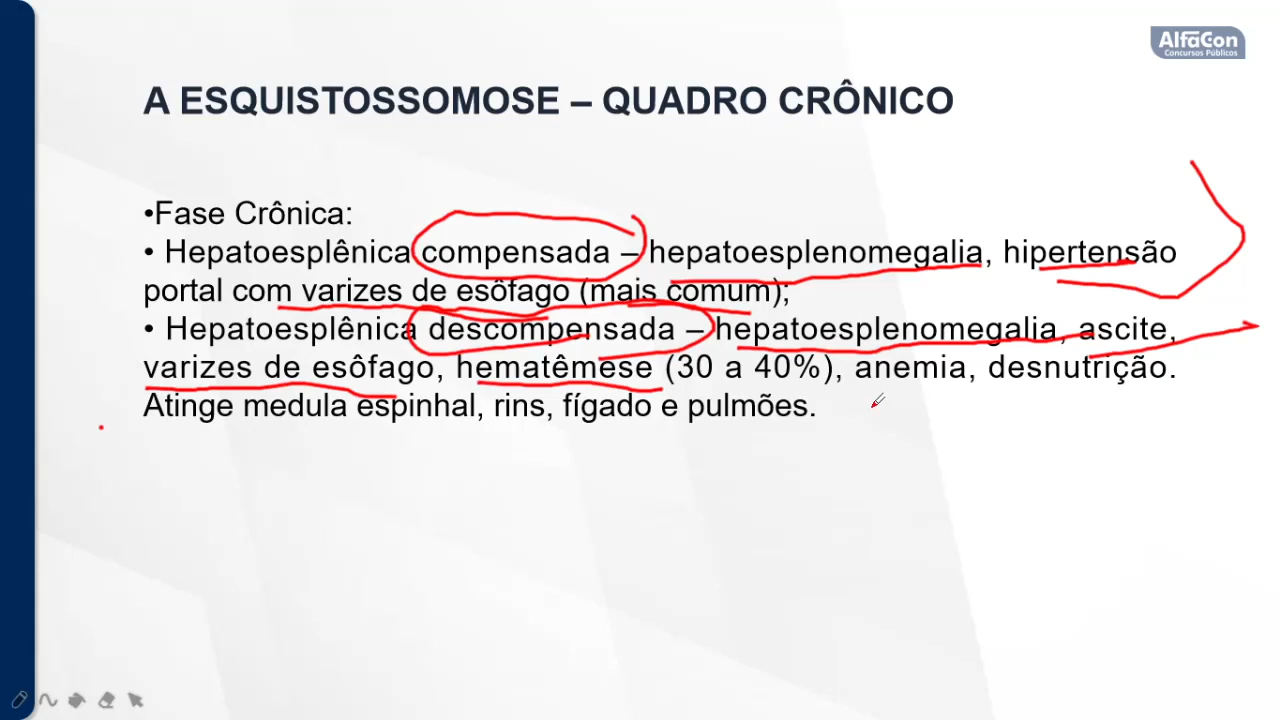 AlfaCon
Concursos Públicos
A ESQUISTOSSOMOSE – QUADRO CRÔNICO
•Fase Crônica:
• Hepatoesplênica compensada – hepatoesplenomegalia, hipertensão
portal com varizes de esôfago (mais comum);
• Hepatoesplênica descompensada – hepatoesplenomegalia, ascite,
varizes de esôfago, hematêmese (30 a 40%), anemia, desnutrição.
Atinge medula espinhal, rins, fígado e pulmões.